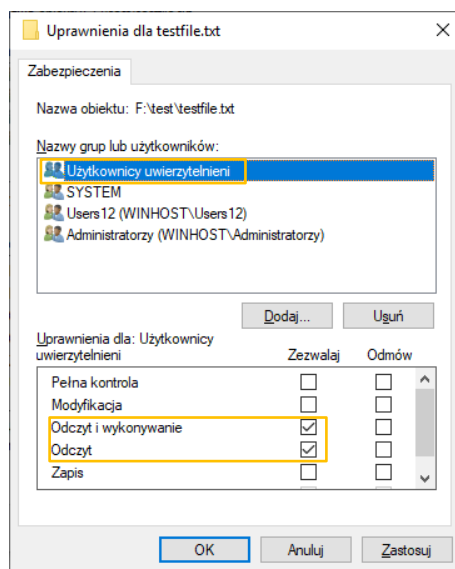 Uprawnienia dla testfile.txt
Zabezpieczenia
Nazwa obiektu: F:\test\testfile.txt
Nazwy grup lub użytkowników:
Użytkownicy uwierzytelnieni
SYSTEM
Users12 (WINHOST\Users12)
Administratorzy (WINHOST\Administratorzy)
Dodaj... Usuń
Uprawnienia dla: Użytkownicy
uwierzytelnieni Zezwalaj Odmów
Pełna kontrola
Modyfikacja
Odczyt i wykonywanie
Odczyt
Zapis
OK Anuluj Zastosuj